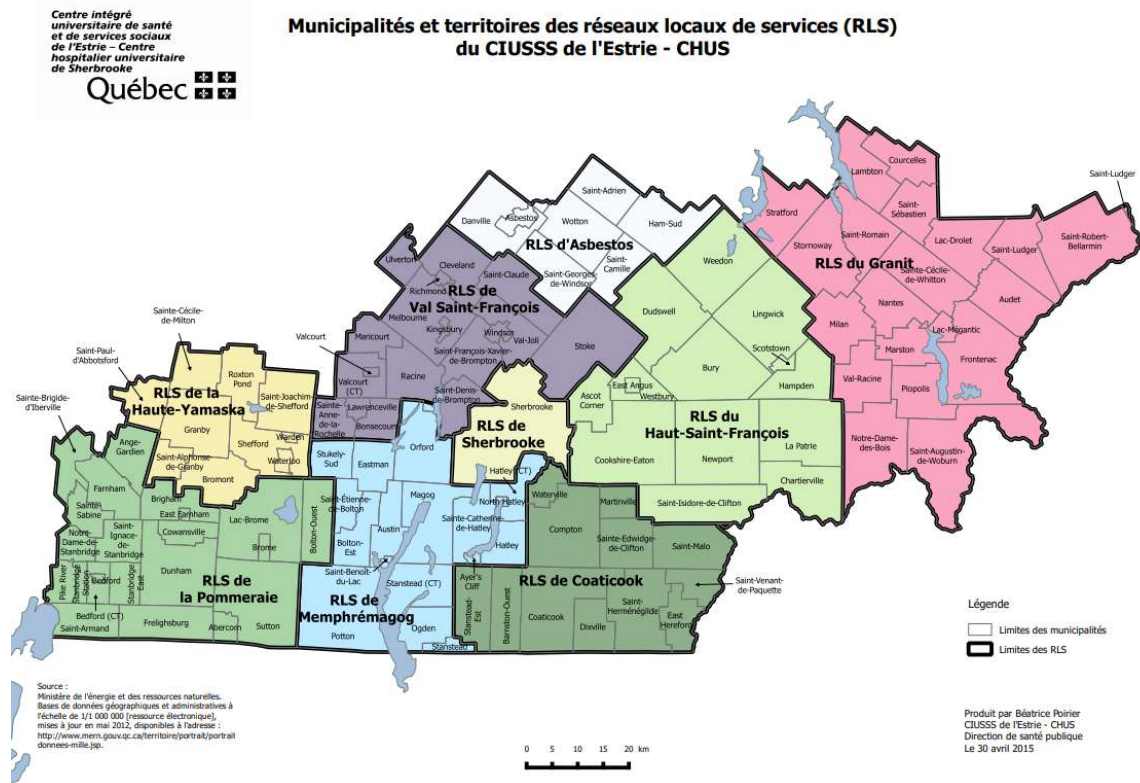 Centre intégré
universitaire de santé
et de services sociaux
de l'Estrie – Centre
hospitalier universitaire
de Sherbrooke
Québec
Municipalités et territoires des réseaux locaux de services (RLS)
du CIUSSS de l'Estrie - CHUS
Lambton
Courcelles
Saint-Ludger
Saint-Sébastien
Stratford
Saint-Romain
Stornoway
Lac-Drolet
Saint-Ludger
Saint-Robert-
Bellarmin
RLS du Granit
Sainte-Cécile-
de-Whitton
Nantes
Audet
Milan
Lac-Mégantic
Marston
Frontenac
Val-Racine
Piopolis
Notre-Dame-
des-Bois
Saint-Augustin-
de-Woburn
Saint-Adrien
Danville
Asbestos
Wotton
Ham-Sud
RLS d'Asbestos
Saint-
Camille
Saint-Georges-
de-Windsor
Ulverton
Cleveland
Saint-Claude
Richmond
RLS de
Val Saint-François
Melbourne
Kingsbury
Windsor
Val-Joli
Stoke
Maricourt
Valcourt
Saint-François-Xavier-
de-Brompton
Racine
Valcourt (CT)
Saint-Denis-
de-Brompton
Sainte-
Anne-
de-la-
Rochelle
Lawrenceville
Bonsecourt
Weedon
Dudswell
Lingwick
Scotstown
Bury
Hampden
East Angus
Westbury
Ascot
Corner
RLS du
Haut-Saint-François
La Patrie
Cookshire-Eaton
Newport
Chartierville
Saint-Isidore-de-Clifton
Sainte-Cécile-
de-Milton
Saint-Paul-
d'Abbotsford
Roxton
Pond
RLS de la
Haute-Yamaska
Saint-Joachim-
de-Shefford
Granby
Shefford
Warden
Waterloo
Saint-Alphonse-
de-Granby
Bromont
Sherbrooke
RLS de
Sherbrooke
Orford
Stukely-Sud
Eastman
Hatley (CT)
Magog
North Hatley
Saint-Étienne-
de-Bolton
Austin
Sainte-Catherine-
de-Hatley
Bolton-
Est
Hatley
Saint-Benoît-
du-Lac
Stanstead (CT)
RLS de
Memphrémagog
Ayer's
Cliff
Potton
Ogden
Stanstead
Sainte-Brigide-
d'Iberville
Ange-
Gardien
Farnham
Brigham
East Farnham
Lac-Brome
Bolton-Ouest
Sainte-
Sabine
Cowansville
Notre-
Dame-de-
Stanbridge
Saint-
Ignace-de-
Stanbridge
Brome
Pike River
Stanbridge
Station
Bedford
Stanbridge
East
Dunham
RLS de
la Pommeraie
Bedford (CT)
Saint-Armand
Frelighsburg
Abercorn
Sutton
Waterville
Martinville
Compton
Sainte-Edwidge-
de-Clifton
Saint-Malo
RLS de Coaticook
Saint-Venant-
de-Paquette
Stanstead-
Est
Barnston-Ouest
Coaticook
Dixville
Saint-
Herménégilde
East
Hereford
Légende
Limites des municipalités
Limites des RLS
Source :
Ministère de l'énergie et des ressources naturelles.
Bases de données géographiques et administratives à
l'échelle de 1/1 000 000 [ressource électronique],
mises à jour en mai 2012, disponibles à l'adresse :
http://www.mern.gouv.qc.ca/territoire/portrait/portrait
donnees-mille.jsp.
0 5 10 15 20 km
Produit par Béatrice Poirier
CIUSSS de l'Estrie - CHUS
Direction de santé publique
Le 30 avril 2015